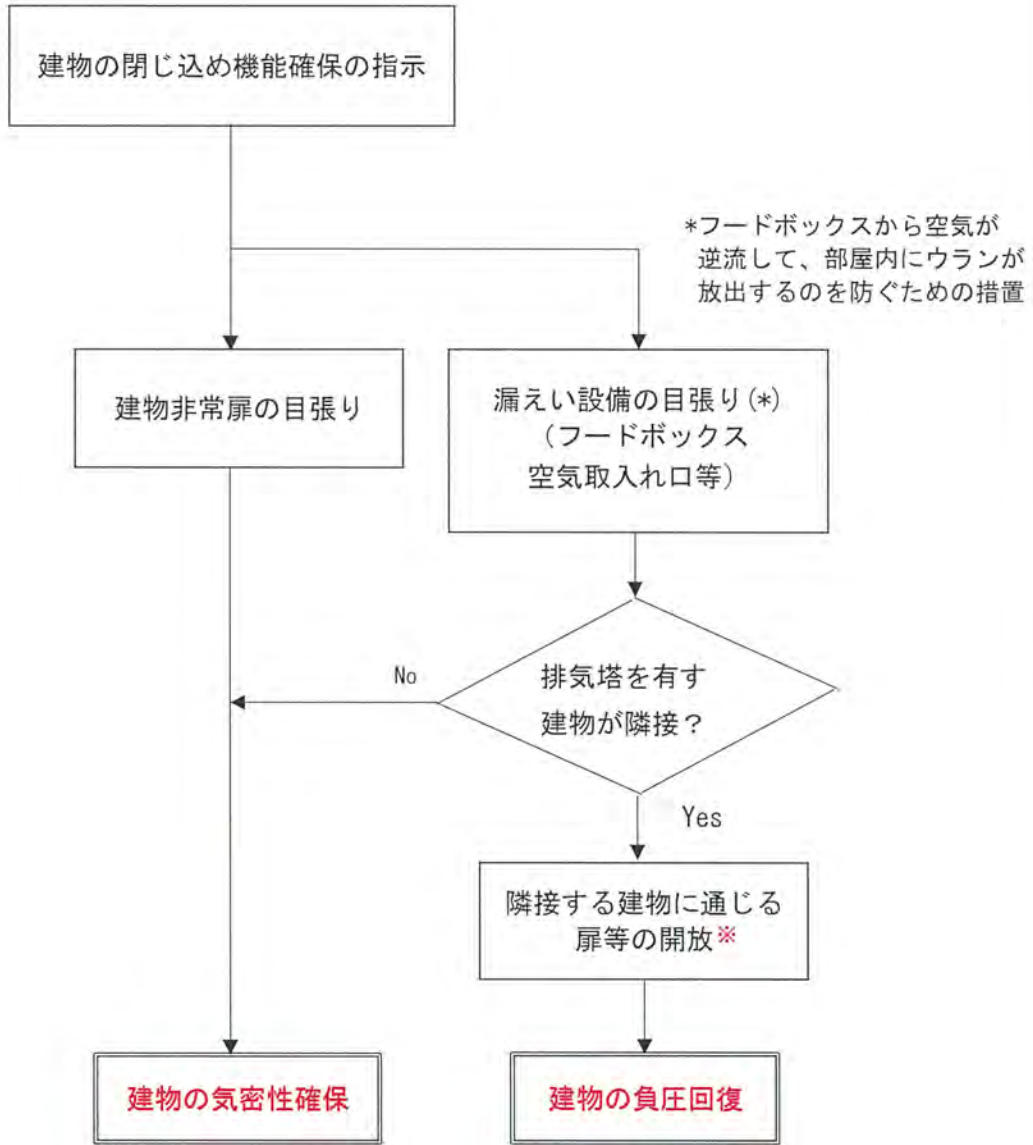 建物の閉じ込め機能確保の指示
*フードボックスから空気が
逆流して、部屋内にウランが
放出するのを防ぐための措置
建物非常扉の目張り
漏えい設備の目張り(*)
(フードボックス
空気取入れ口等)
No
排気塔を有す
建物が隣接？
Yes
隣接する建物に通じる
扉等の開放※
建物の気密性確保
建物の負圧回復